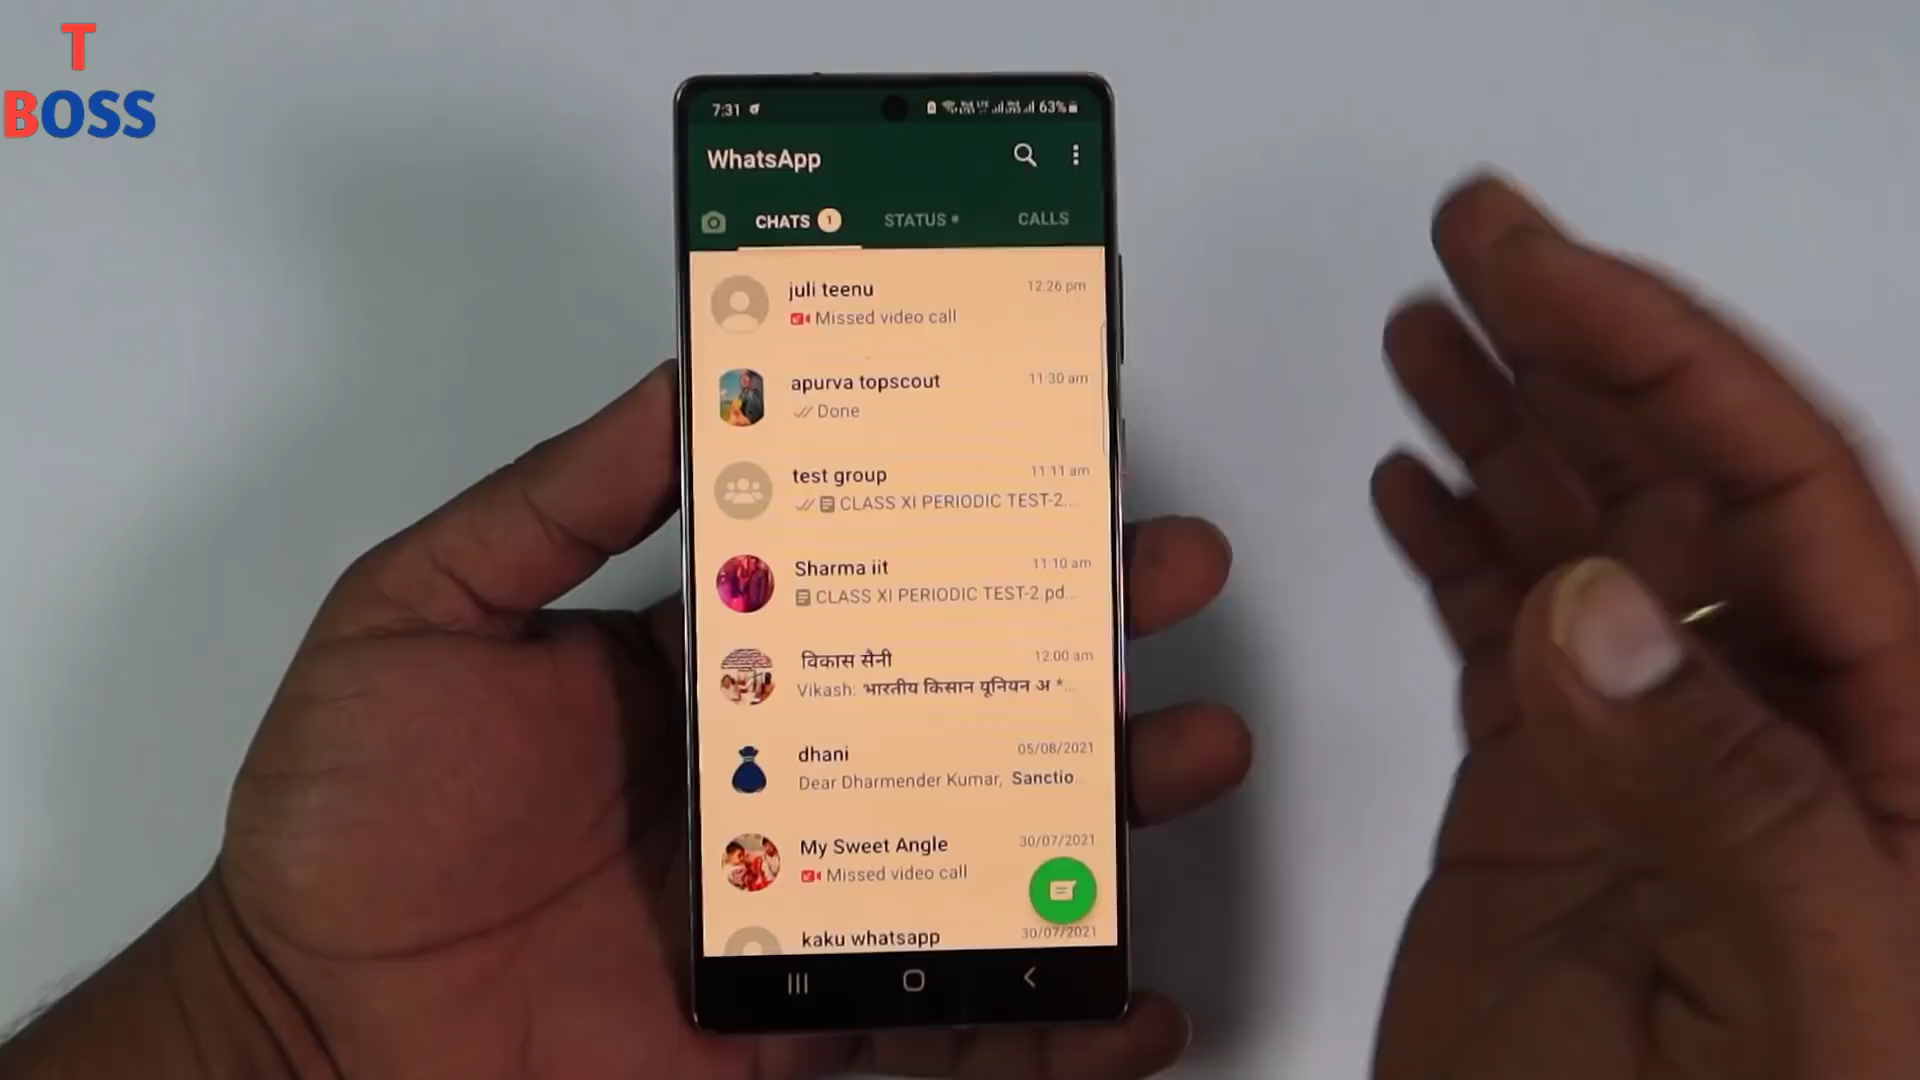 T
BOSS
7:31
63%
WhatsApp
CHATS 1 STATUS CALLS
juli teenu 12:26 pm
Missed video call
apurva topscout 11:30 am
Done
test group 11:11 am
CLASS XI PERIODIC TEST-2...
Sharma iit 11:10 am
CLASS XI PERIODIC TEST-2.pd...
विकास सैनी 12:00 am
Vikash: भारतीय किसान यूनियन अ *...
dhani 05/08/2021
Dear Dharmender Kumar, Sanctio
My Sweet Angle 30/07/2021
Missed video call
kaku whatsapp 30/07/2021